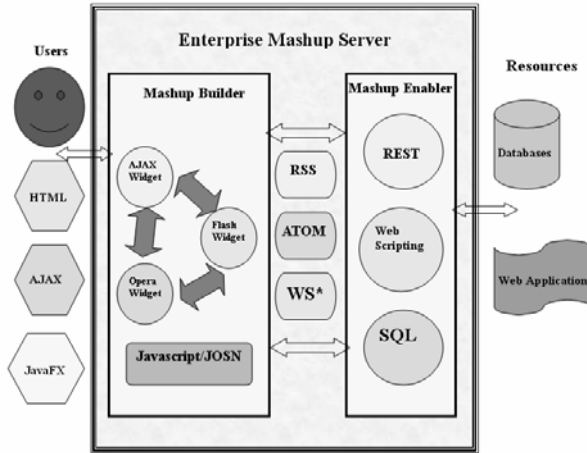 Enterprise Mashup Server
Users
Resources
Mashup Builder
Mashup Enabler
HTML
AJAX
JavaFX
AJAX
Widget
Flash
Widget
Opera
Widget
Javascript/JOSN
RSS
ATOM
WS*
REST
Web
Scripting
SQL
Databases
Web Application